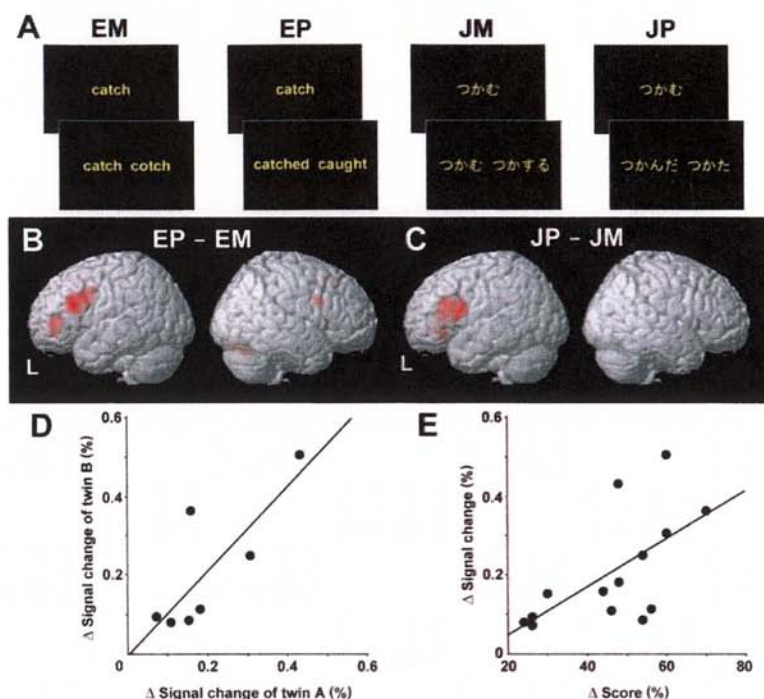 A
EM EP JM JP
catch catch つかむ つかむ
catch cotch catched caught つかむ つかする つかんだ つかた
B EP – EM C JP – JM
L L
D E
0.6 0.6
0.4 0.4
0.2 0.2
0 0
0.2 0.4 0.6 20 40 60 80
Δ Signal change of twin B (%)
Δ Signal change (%)
Δ Signal change of twin A (%) Δ Score (%)